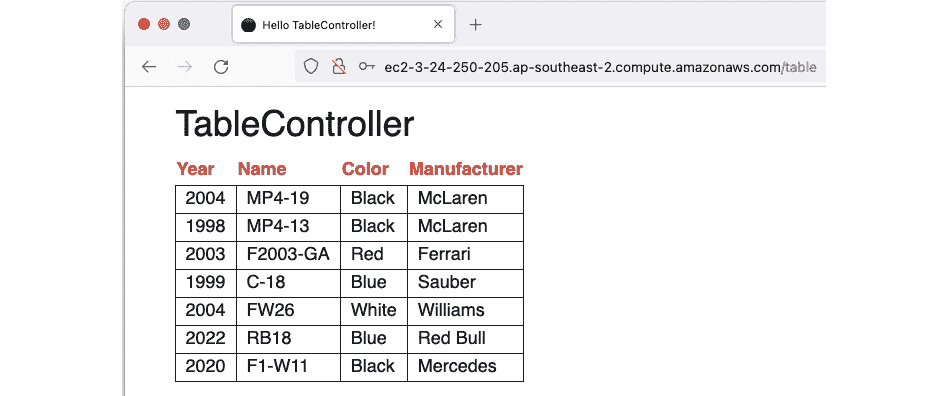 Hello TableController!
ec2-3-24-250-205.ap-southeast-2.compute.amazonaws.com/table
TableController
Year Name Color Manufacturer
2004 MP4-19 Black McLaren
1998 MP4-13 Black McLaren
2003 F2003-GA Red Ferrari
1999 C-18 Blue Sauber
2004 FW26 White Williams
2022 RB18 Blue Red Bull
2020 F1-W11 Black Mercedes